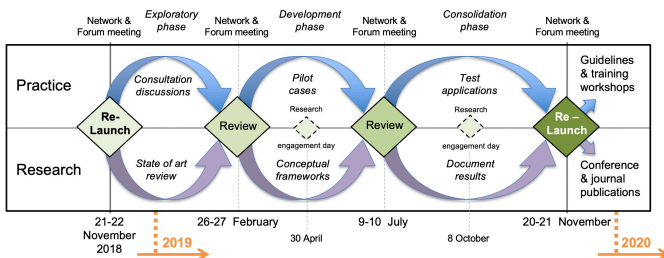 Network &
Forum meeting
Exploratory
phase
Network &
Forum meeting
Development
phase
Network &
Forum meeting
Consolidation
phase
Network &
Forum meeting
Practice
Consultation
discussions
Pilot
cases
Test
applications
Guidelines
& training
workshops
Re-
Launch
Review
Research
engagement day
Review
Research
engagement day
Re –
Launch
Research
State of art
review
Conceptual
frameworks
Document
results
Conference
& journal
publications
21-22
November
2018
26-27 February
9-10 July
20-21 November
2019
30 April
8 October
2020